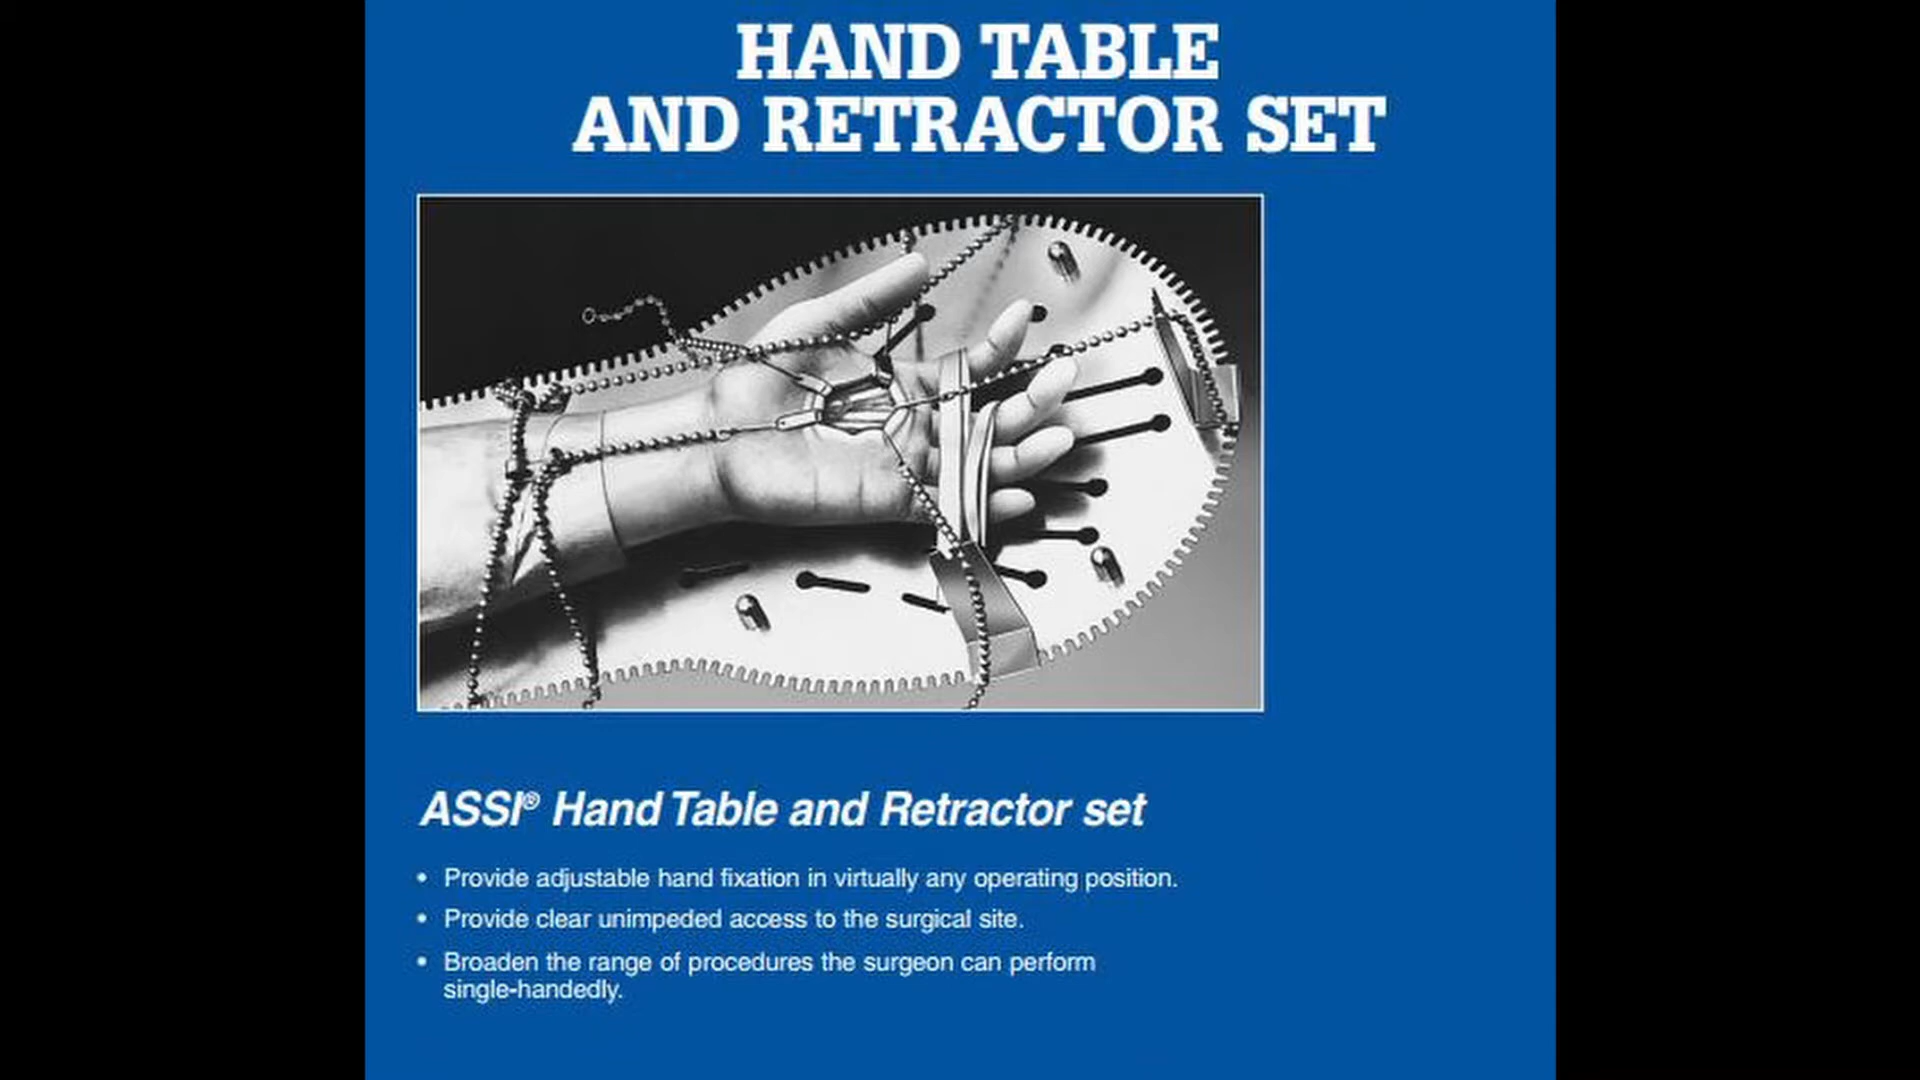 HAND TABLE
AND RETRACTOR SET
ASSI® Hand Table and Retractor set
• Provide adjustable hand fixation in virtually any operating position.
• Provide clear unimpeded access to the surgical site.
• Broaden the range of procedures the surgeon can perform
single-handedly.